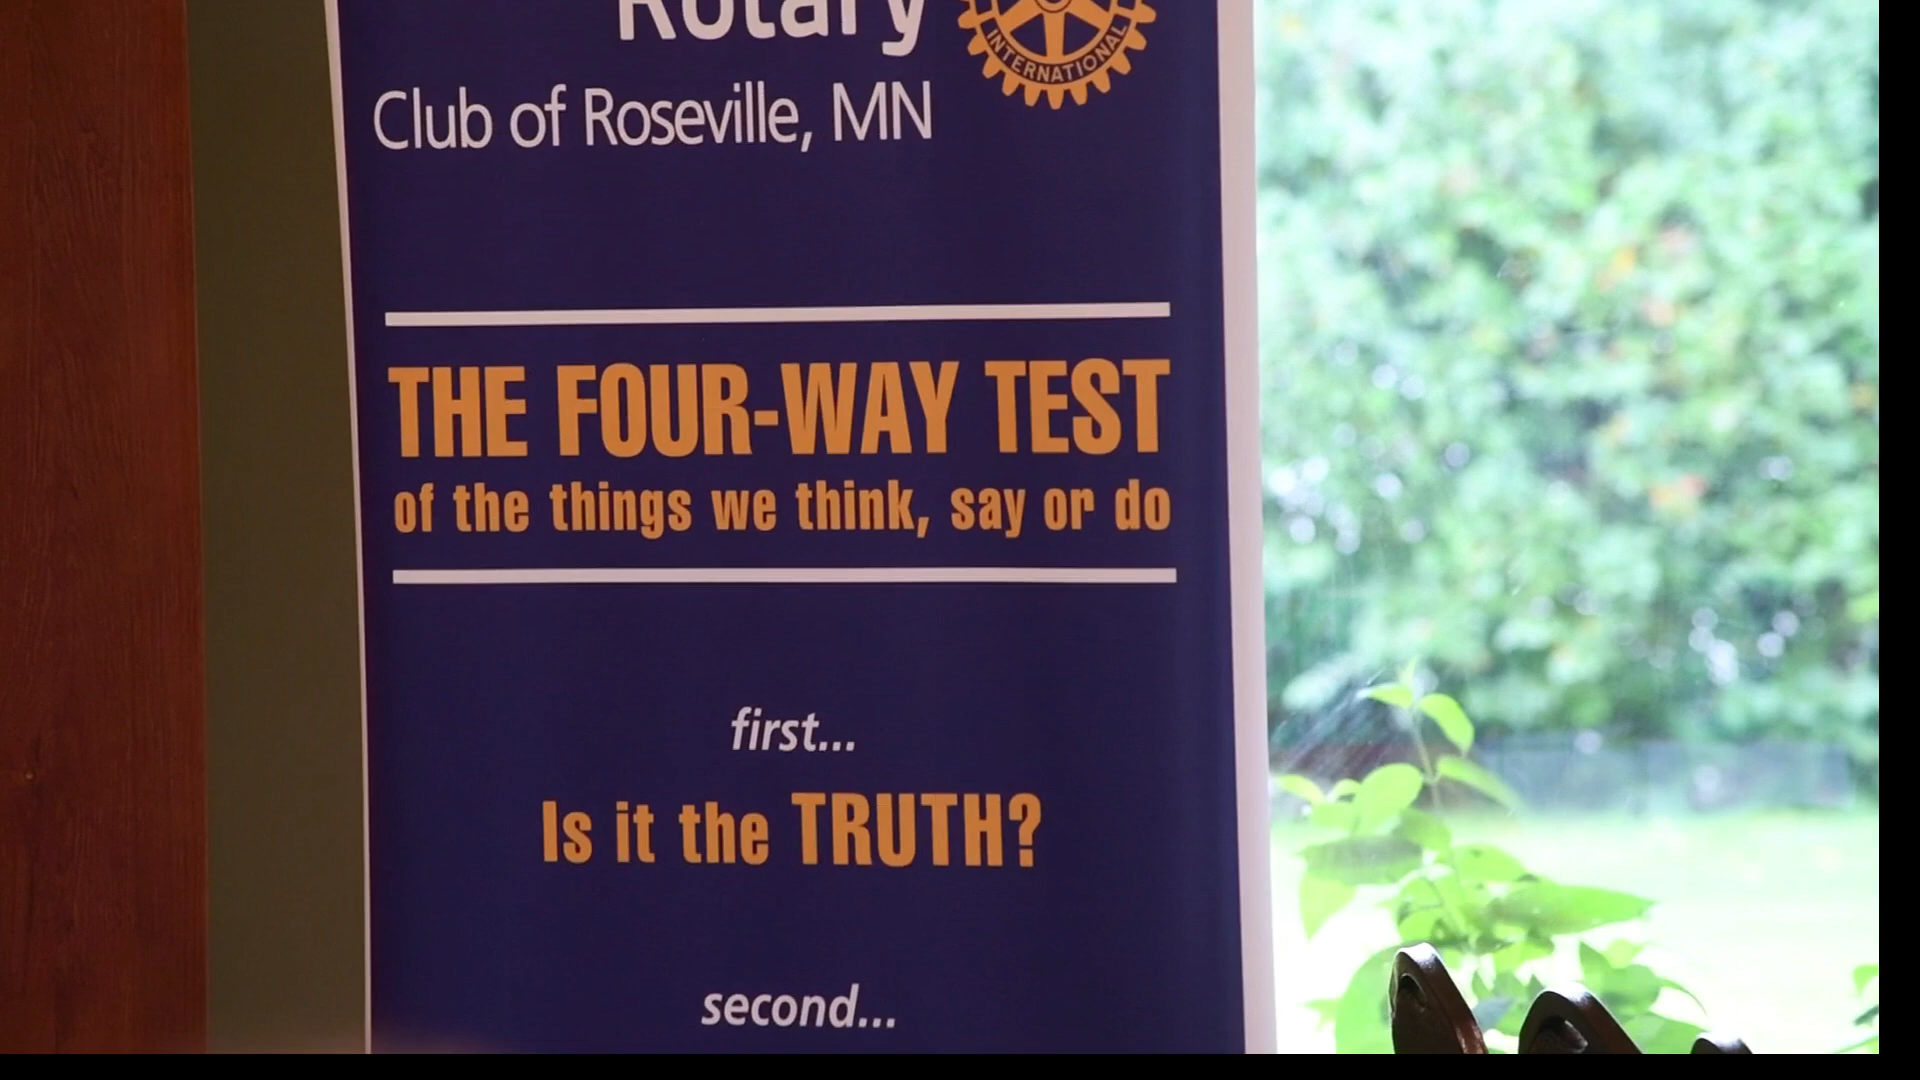 Rotary
INTERNATIONAL
Club of Roseville, MN
THE FOUR-WAY TEST
of the things we think, say or do
first...
Is it the TRUTH?
second...